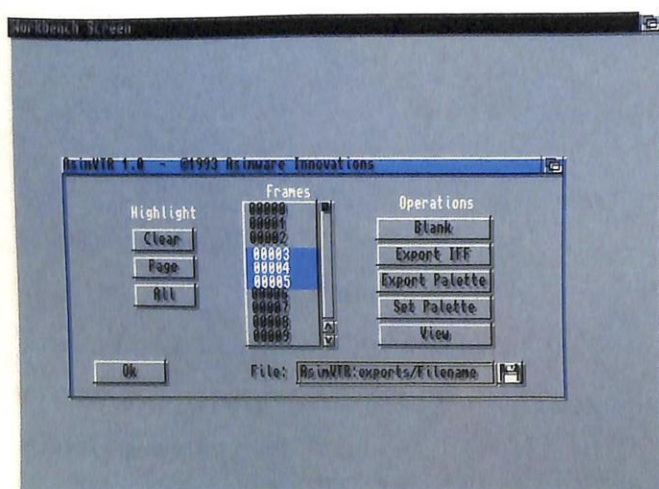 Workbench Screen
AsimVTR 1.0 - ©1993 Asimware Innovations
Highlight
Clear
Page
All
Frames
00000
00001
00002
00003
00004
00005
00006
00007
00008
00009
Operations
Blank
Export IFF
Export Palette
Set Palette
View
Ok
File: AsimVTR:exports/Filename